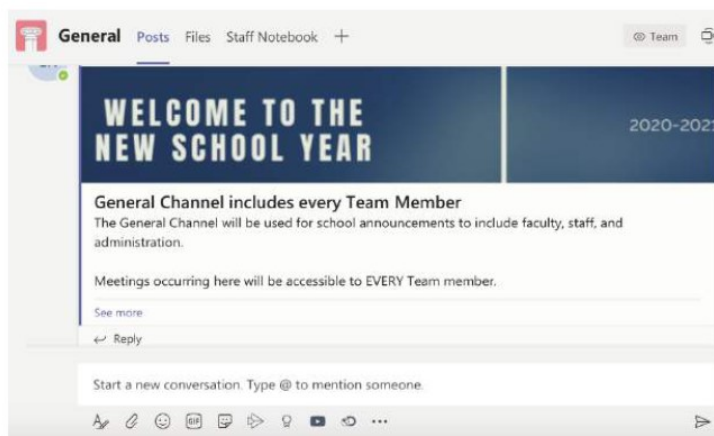 General Posts Files Staff Notebook
Team
WELCOME TO THE
NEW SCHOOL YEAR
2020-2021
General Channel includes every Team Member
The General Channel will be used for school announcements to include faculty, staff, and
administration.
Meetings occurring here will be accessible to EVERY Team member.
See more
Reply
Start a new conversation. Type @ to mention someone.
GIF